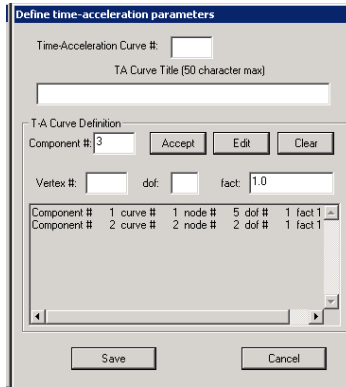 Define time-acceleration parameters
Time-Acceleration Curve #:
TA Curve Title (50 character max)
T-A Curve Definition
Component #: 3 Accept Edit Clear
Vertex #: dof: fact: 1.0
Component # 1 curve # 1 node # 5 dof # 1 fact 1
Component # 2 curve # 2 node # 2 dof # 1 fact 1
Save Cancel